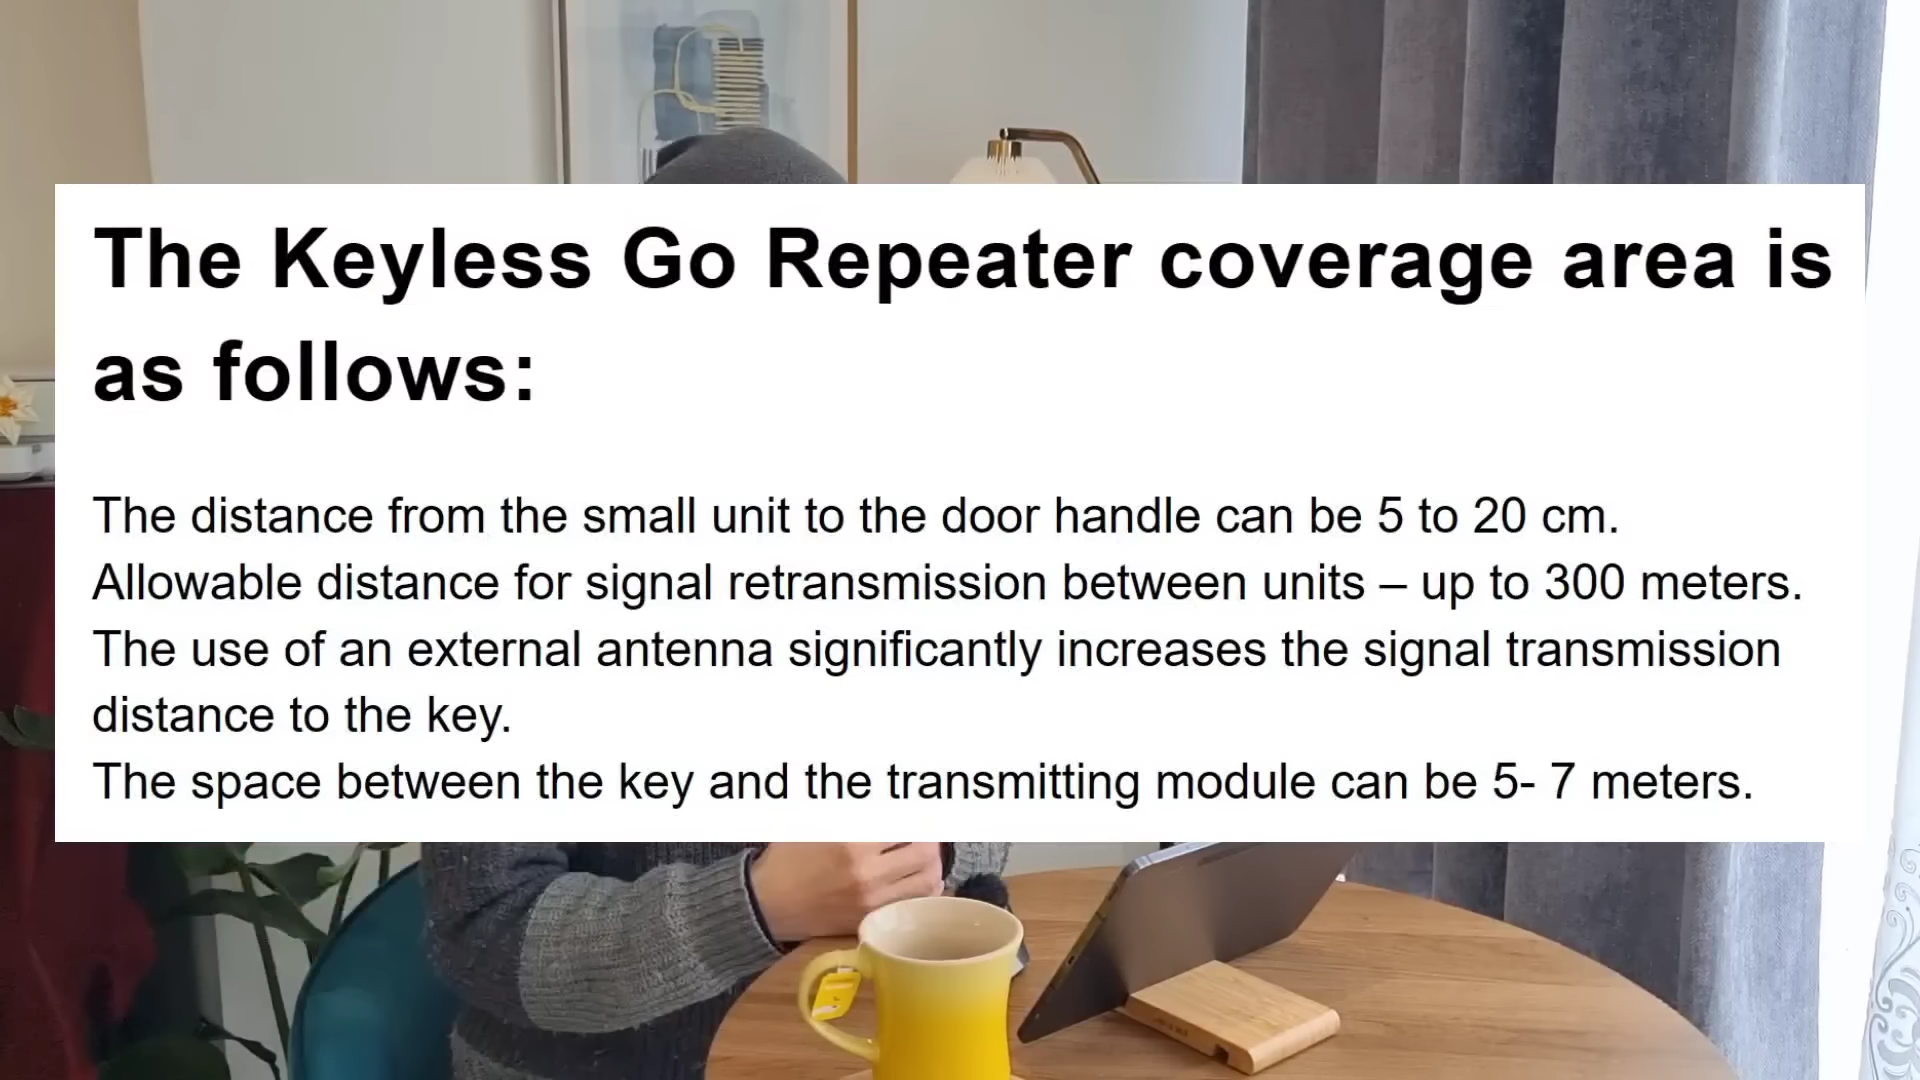 The Keyless Go Repeater coverage area is
as follows:
The distance from the small unit to the door handle can be 5 to 20 cm.
Allowable distance for signal retransmission between units – up to 300 meters.
The use of an external antenna significantly increases the signal transmission
distance to the key.
The space between the key and the transmitting module can be 5- 7 meters.